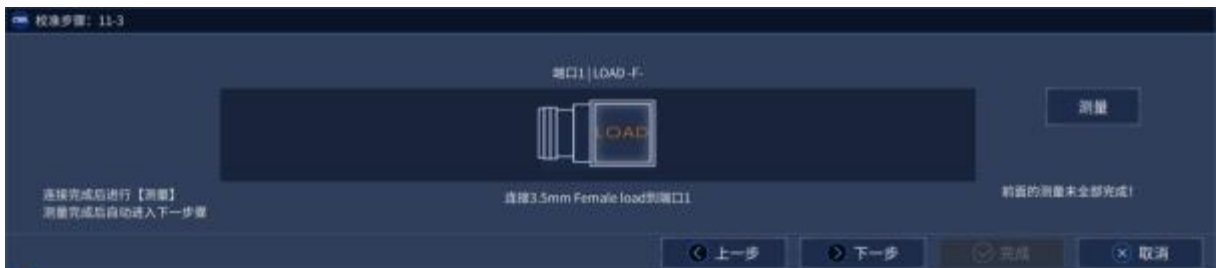 校准步骤：11-3
端口1 | LOAD -F-
测量
LOAD
连接完成后进行【测量】
测量完成后自动进入下一步骤
连接3.5mm Female load到端口1
前面的测量未全部完成!
上一步
下一步
完成
取消